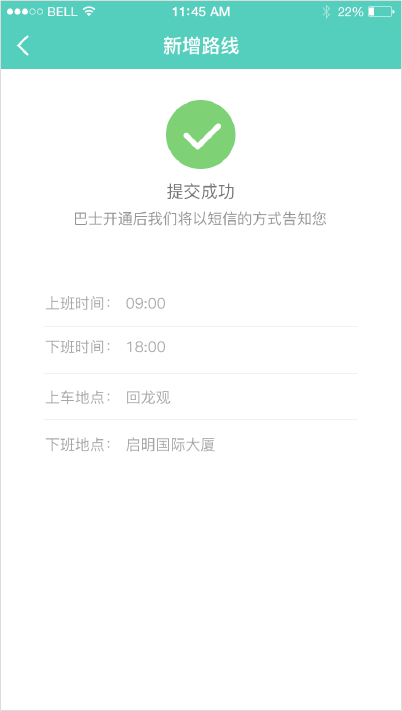 BELL 11:45 AM 22%
新增路线
提交成功
巴士开通后我们将以短信的方式告知您
上班时间： 09:00
下班时间： 18:00
上车地点： 回龙观
下班地点： 启明国际大厦